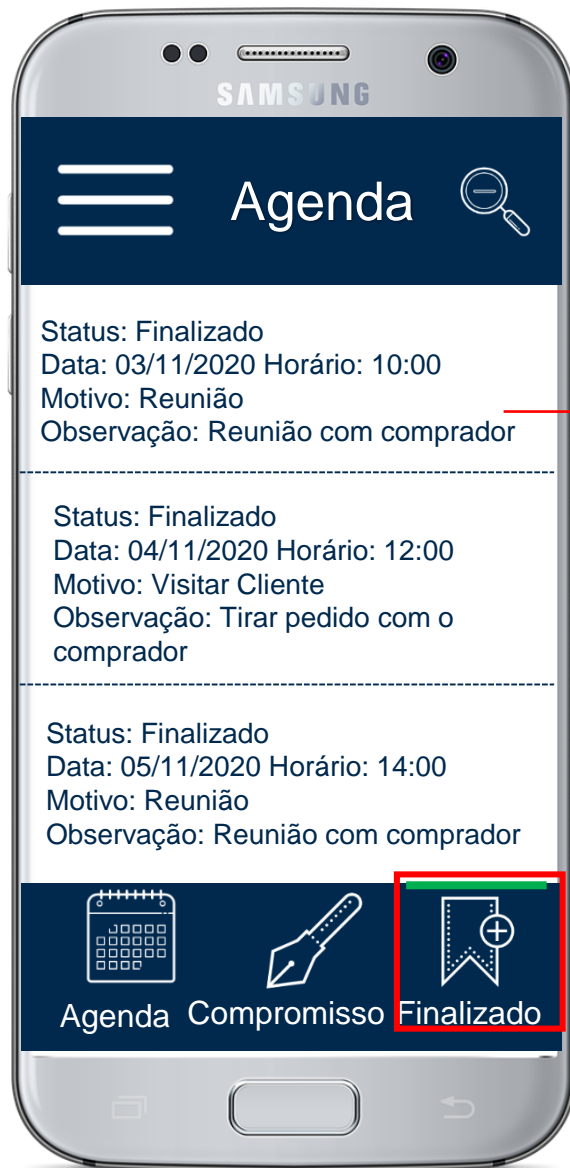 SAMSUNG
Agenda
Status: Finalizado
Data: 03/11/2020 Horário: 10:00
Motivo: Reunião
Observação: Reunião com comprador
Status: Finalizado
Data: 04/11/2020 Horário: 12:00
Motivo: Visitar Cliente
Observação: Tirar pedido com o
comprador
Status: Finalizado
Data: 05/11/2020 Horário: 14:00
Motivo: Reunião
Observação: Reunião com comprador
Agenda Compromisso Finalizado